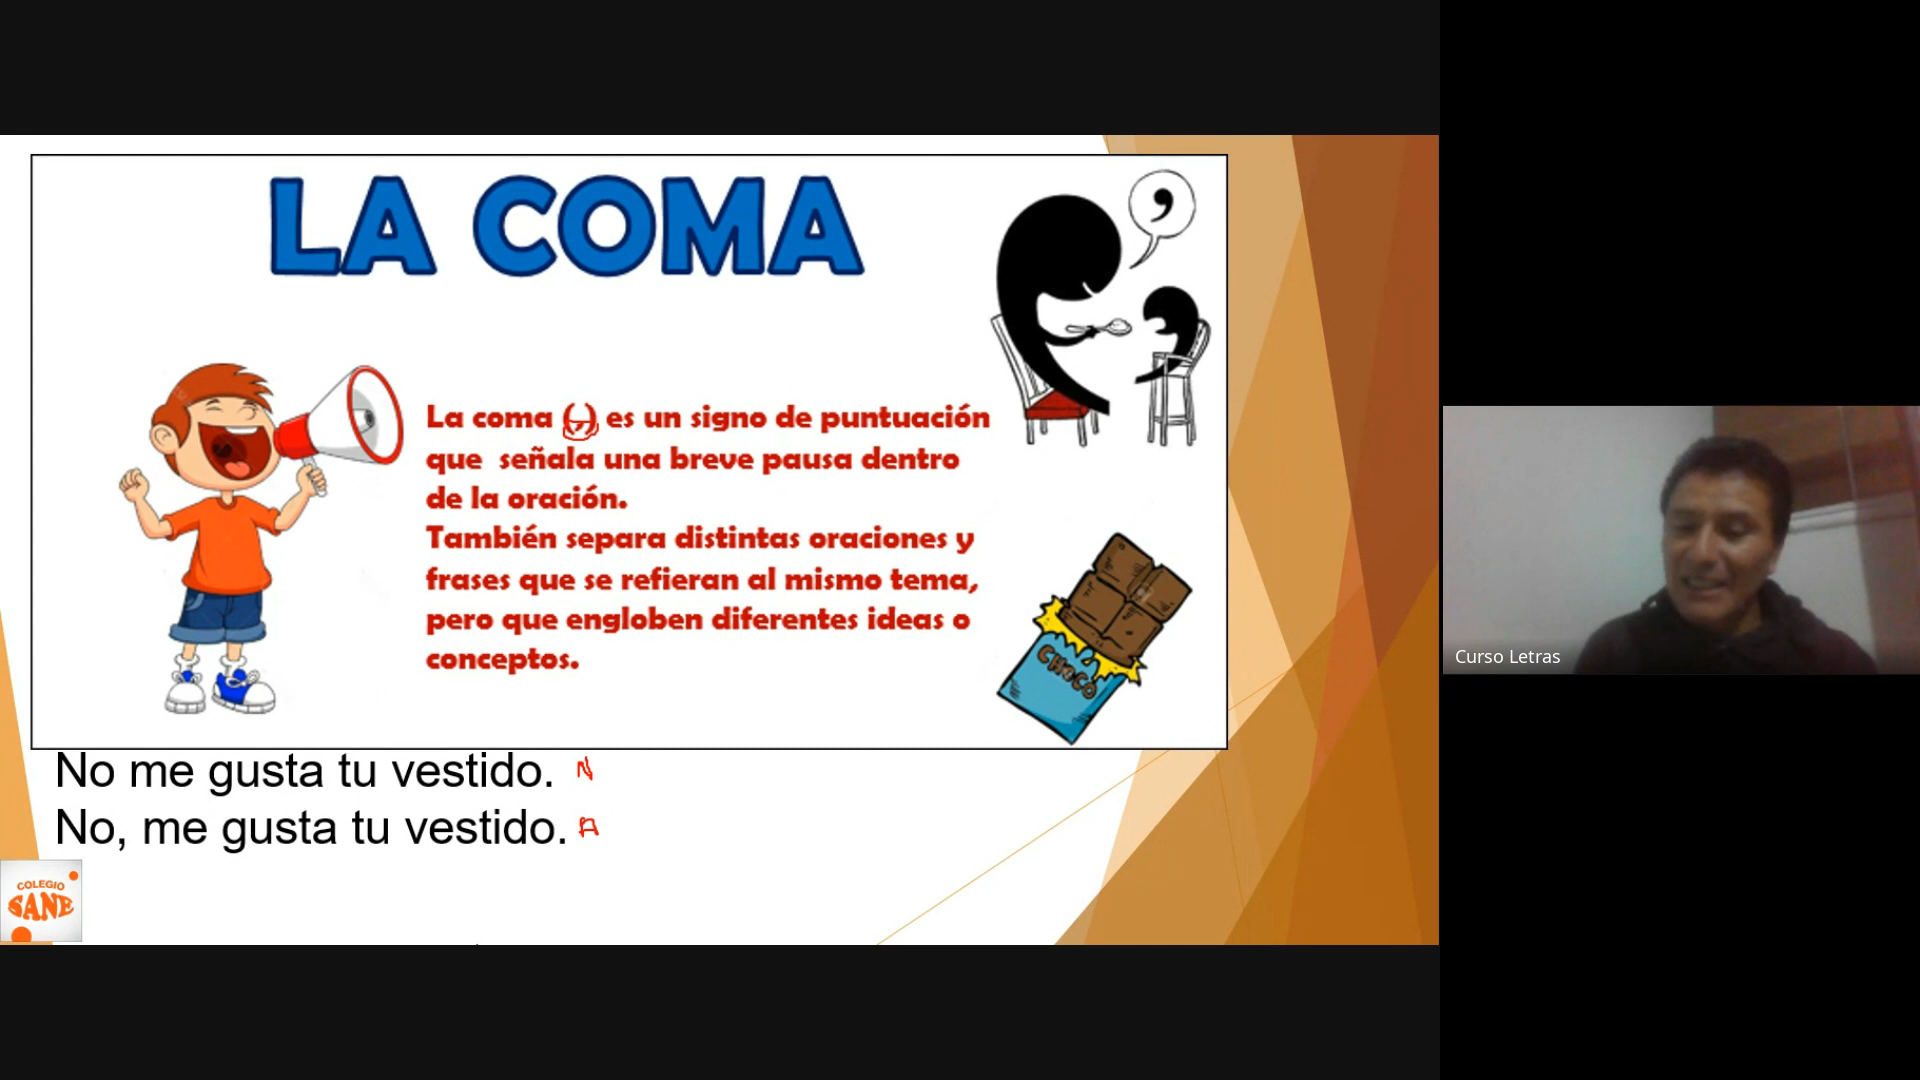 LA COMA
,
La coma (,) es un signo de puntuación
que señala una breve pausa dentro
de la oración.
También separa distintas oraciones y
frases que se refieran al mismo tema,
pero que engloben diferentes ideas o
conceptos.
CHOCO
No me gusta tu vestido. N
No, me gusta tu vestido. A
COLEGIO
SANE
Curso Letras